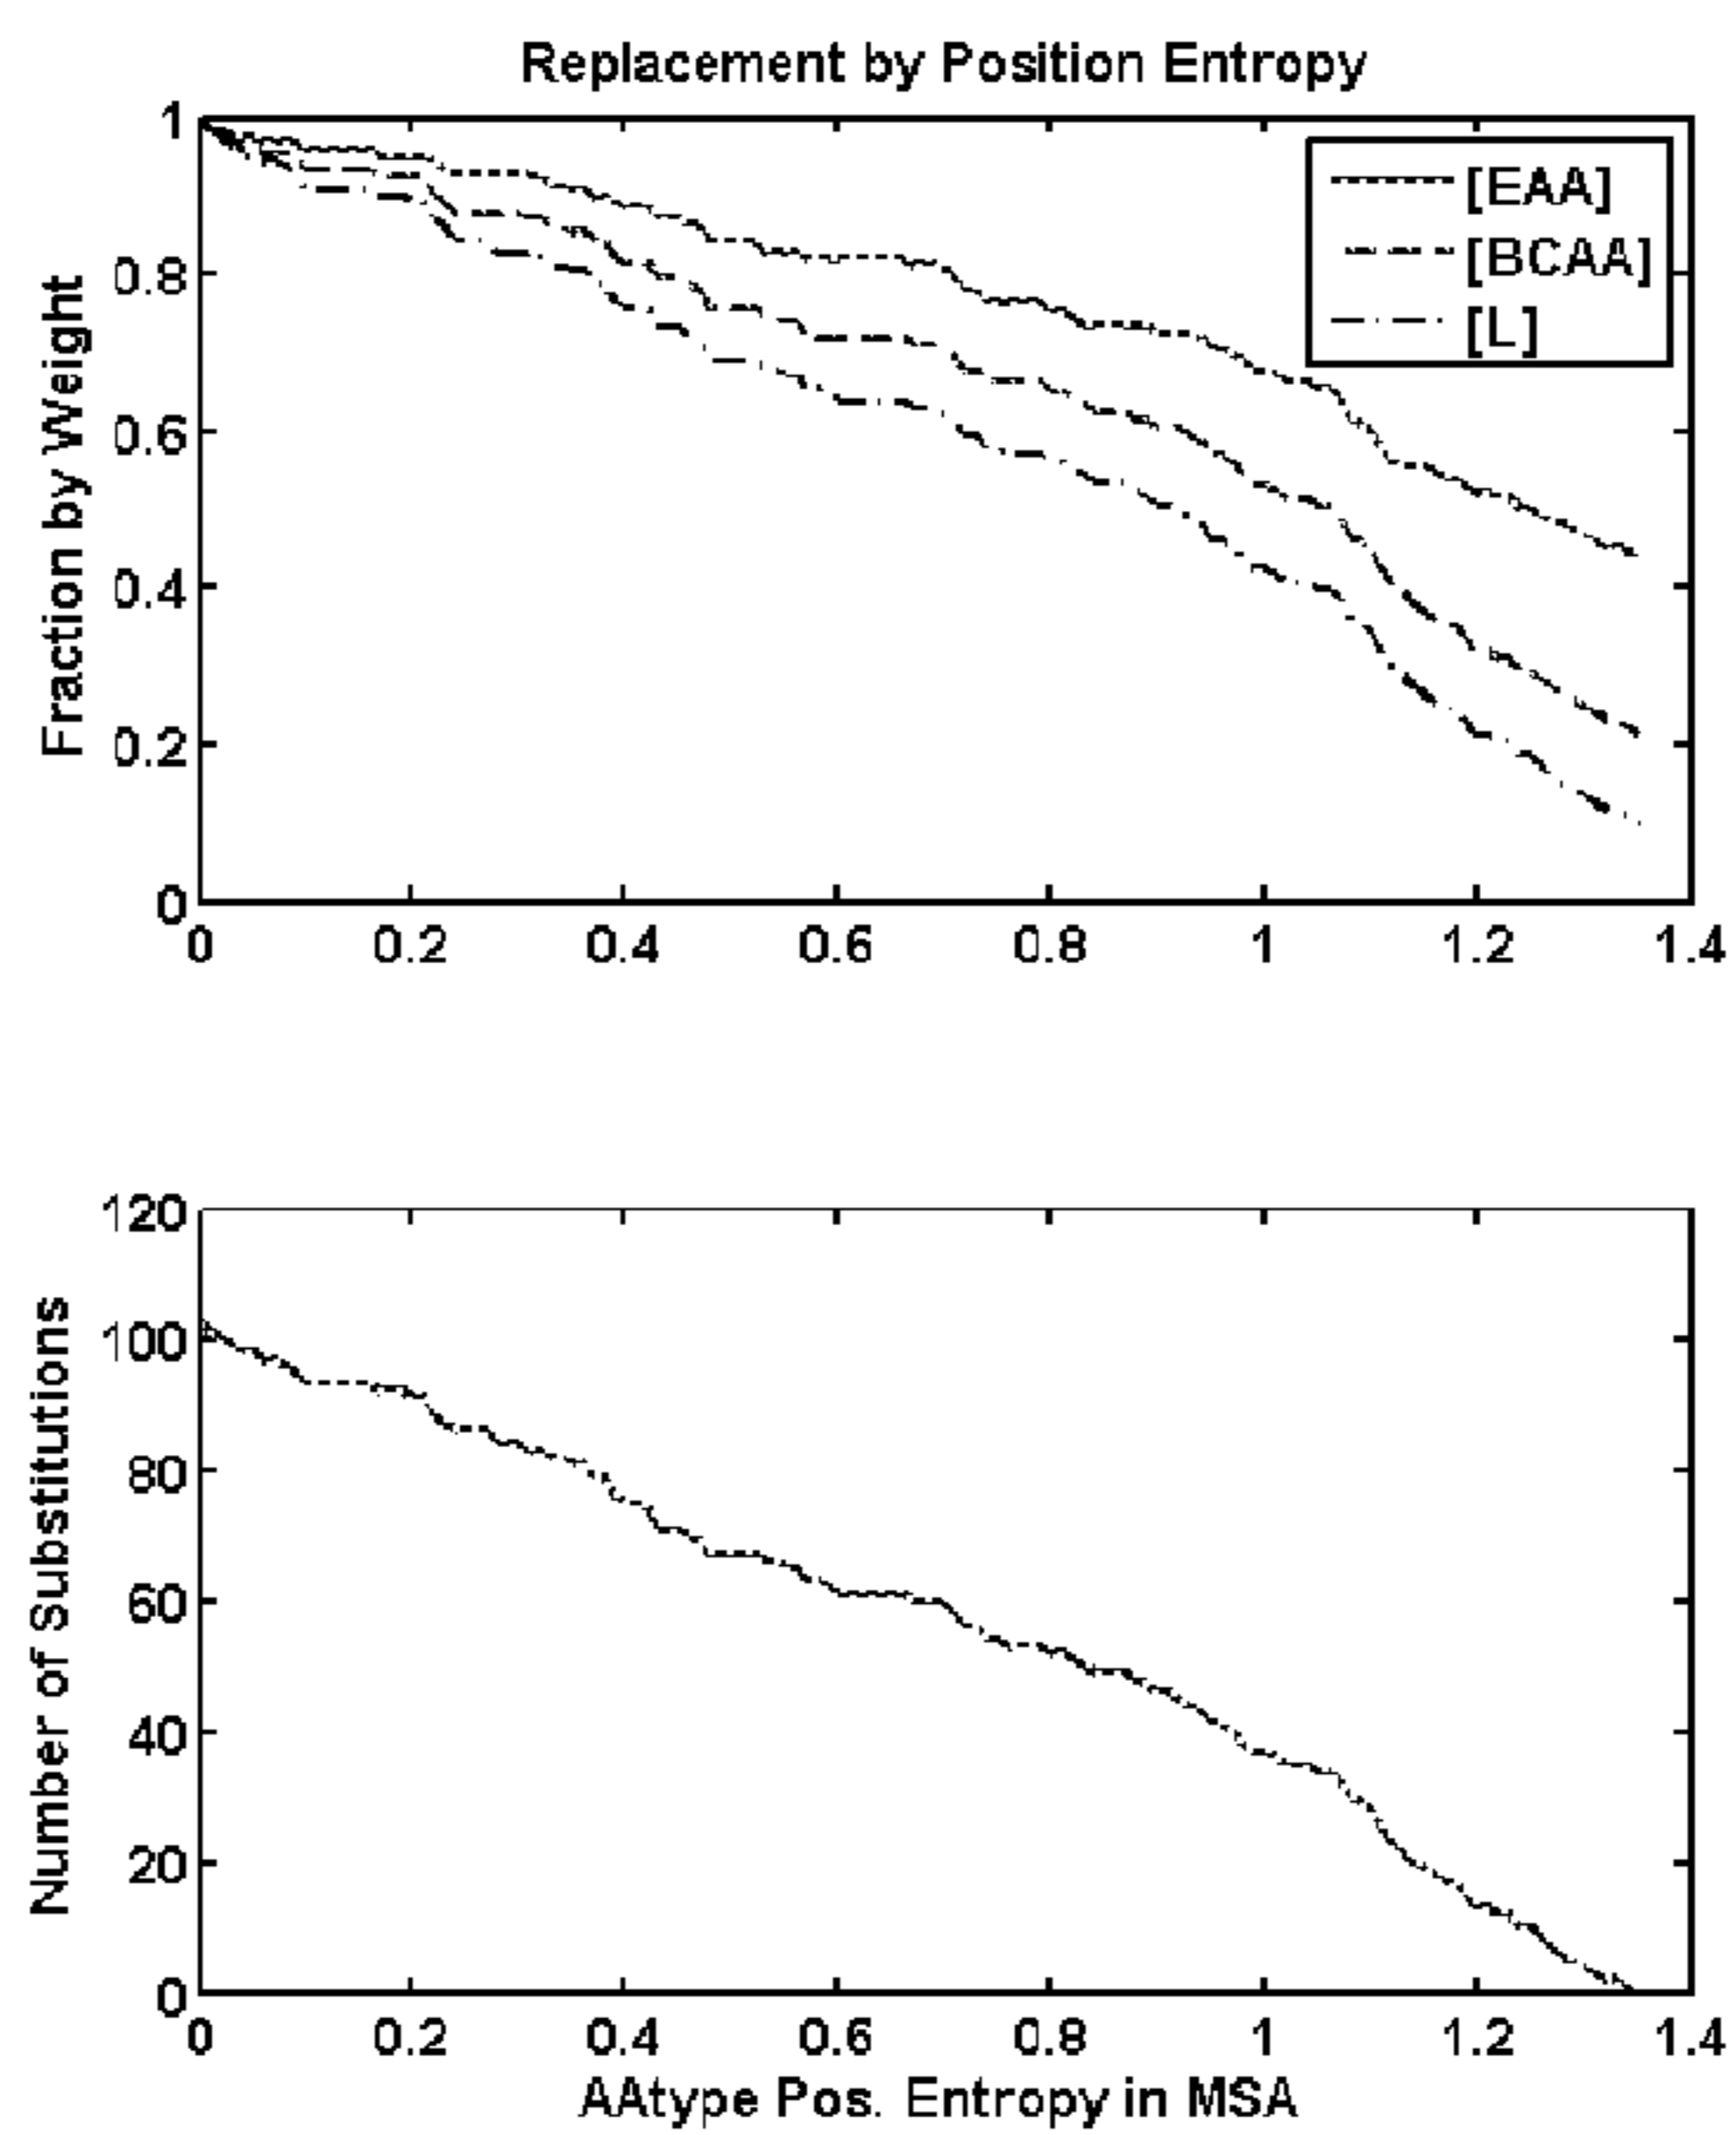 Replacement by Position Entropy
Fraction by Weight
1
0.8
0.6
0.4
0.2
0
[EAA]
[BCAA]
[L]
0 0.2 0.4 0.6 0.8 1 1.2 1.4
Number of Substitutions
120
100
80
60
40
20
0
0 0.2 0.4 0.6 0.8 1 1.2 1.4
AAtype Pos. Entropy in MSA